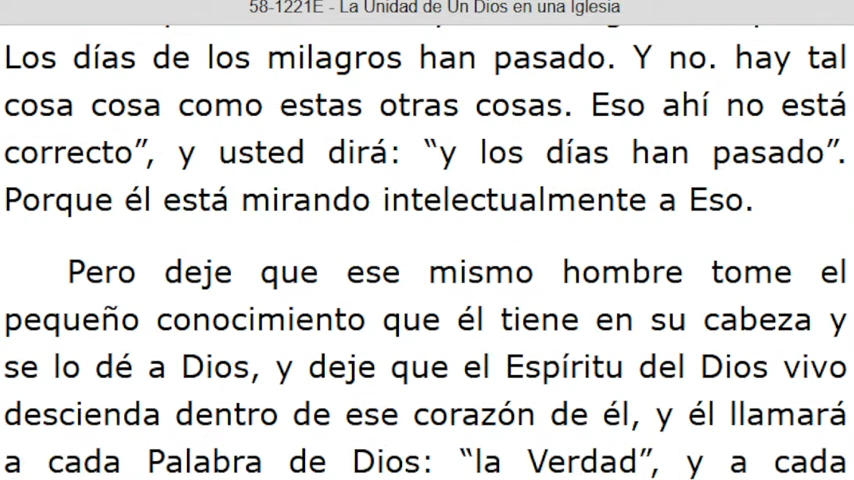 58-1221E - La Unidad de Un Dios en una Iglesia
Los días de los milagros han pasado. Y no. hay tal
cosa cosa como estas otras cosas. Eso ahí no está
correcto”, y usted dirá: “y los días han pasado”.
Porque él está mirando intelectualmente a Eso.
Pero deje que ese mismo hombre tome el
pequeño conocimiento que él tiene en su cabeza y
se lo dé a Dios, y deje que el Espíritu del Dios vivo
descienda dentro de ese corazón de él, y él llamará
a cada Palabra de Dios: “la Verdad”, y a cada